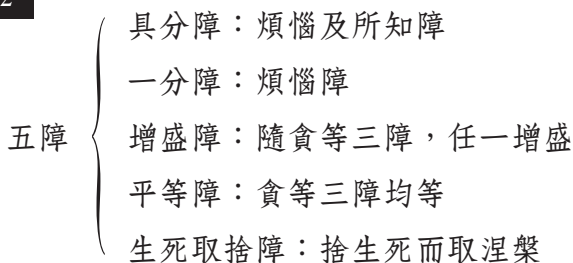 2
具分障：煩惱及所知障
一分障：煩惱障
五障
增盛障：隨貪等三障，任一增盛
平等障：貪等三障均等
生死取捨障：捨生死而取涅槃